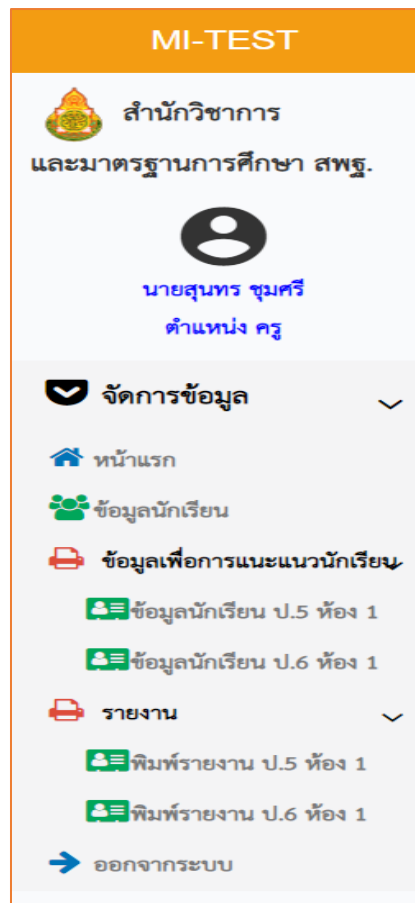 MI-TEST
สำนักวิชาการ
และมาตรฐานการศึกษา สพฐ.
นายสุนทร ชุมศรี
ตำแหน่ง ครู
จัดการข้อมูล
หน้าแรก
ข้อมูลนักเรียน
ข้อมูลเพื่อการแนะแนวนักเรียน
ข้อมูลนักเรียน ป.5 ห้อง 1
ข้อมูลนักเรียน ป.6 ห้อง 1
รายงาน
พิมพ์รายงาน ป.5 ห้อง 1
พิมพ์รายงาน ป.6 ห้อง 1
ออกจากระบบ